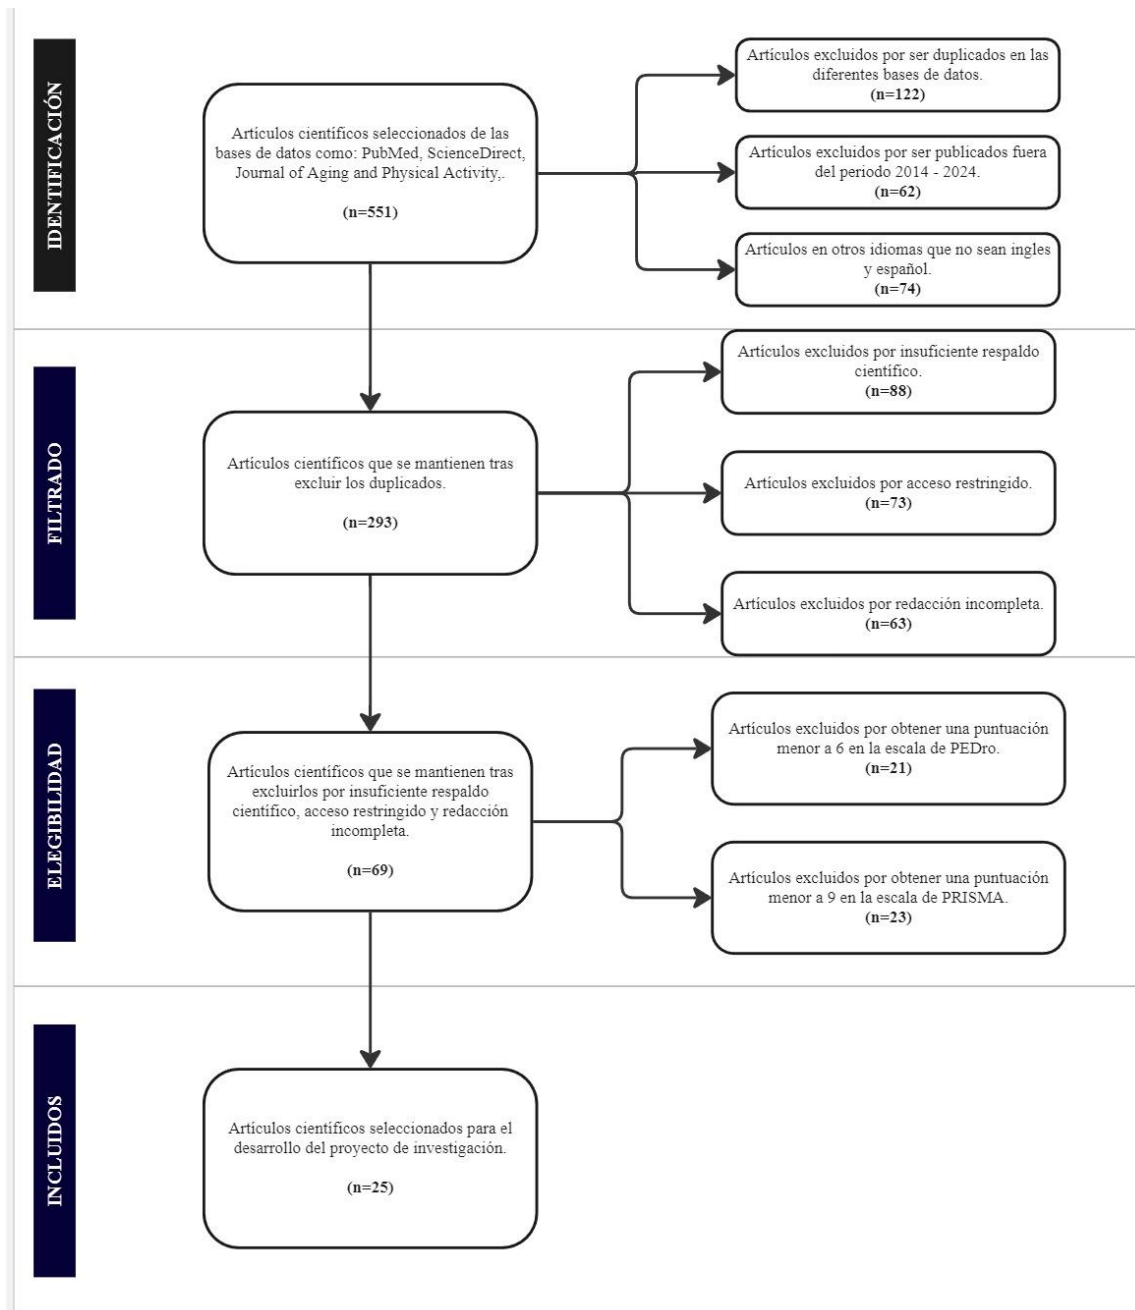 IDENTIFICACIÓN
Artículos científicos seleccionados de las
bases de datos como: PubMed, ScienceDirect,
Journal of Aging and Physical Activity,.
(n=551)
Artículos excluidos por ser duplicados en las
diferentes bases de datos.
(n=122)
Artículos excluidos por ser publicados fuera
del periodo 2014 - 2024.
(n=62)
Artículos en otros idiomas que no sean ingles
y español.
(n=74)
FILTRADO
Artículos científicos que se mantienen tras
excluir los duplicados.
(n=293)
Artículos excluidos por insuficiente respaldo
científico.
(n=88)
Artículos excluidos por acceso restringido.
(n=73)
Artículos excluidos por redacción incompleta.
(n=63)
ELEGIBILIDAD
Artículos científicos que se mantienen tras
excluirlos por insuficiente respaldo
científico, acceso restringido y redacción
incompleta.
(n=69)
Artículos excluidos por obtener una puntuación
menor a 6 en la escala de PEDro.
(n=21)
Artículos excluidos por obtener una puntuación
menor a 9 en la escala de PRISMA.
(n=23)
INCLUIDOS
Artículos científicos seleccionados para el
desarrollo del proyecto de investigación.
(n=25)